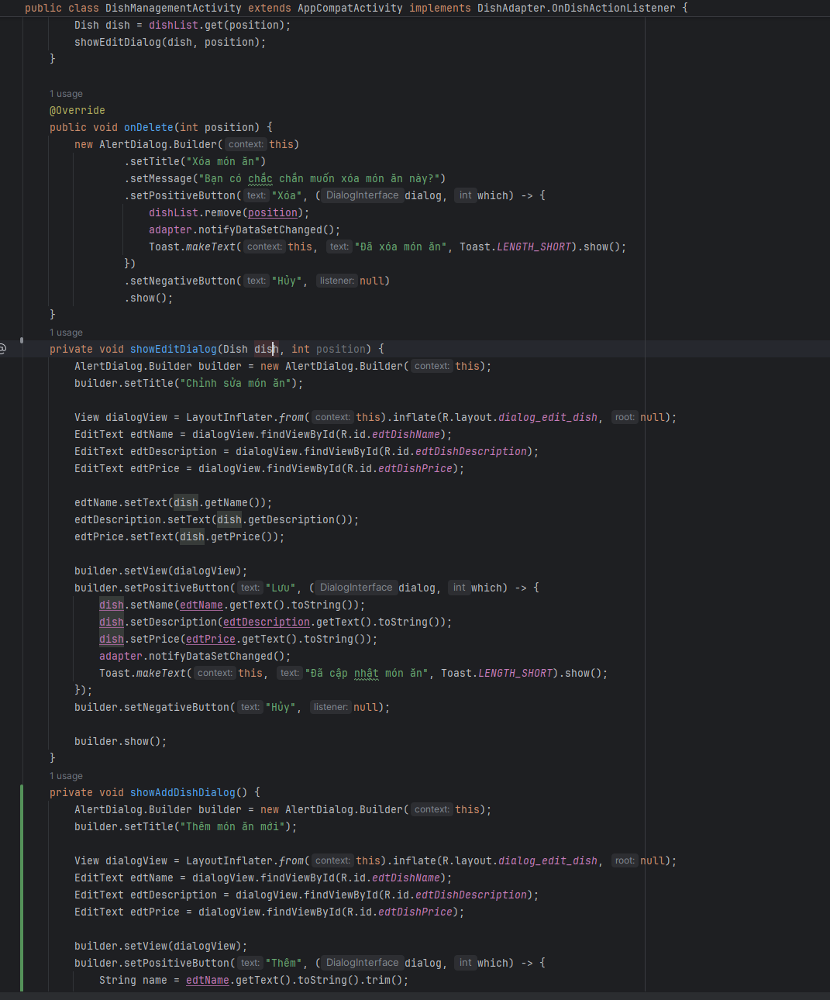 public class DishManagementActivity extends AppCompatActivity implements DishAdapter.OnDishActionListener {
Dish dish = dishList.get(position);
showEditDialog(dish, position);
}
1 usage
@Override
public void onDelete(int position) {
new AlertDialog.Builder( context: this)
.setTitle("Xóa món ăn")
.setMessage("Bạn có chắc chắn muốn xóa món ăn này?")
.setPositiveButton( text: "Xóa", ( DialogInterface dialog, int which) -> {
dishList.remove(position);
adapter.notifyDataSetChanged();
Toast.makeText( context: this, text: "Đã xóa món ăn", Toast.LENGTH_SHORT).show();
})
.setNegativeButton( text: "Hủy", listener: null)
.show();
}
1 usage
private void showEditDialog(Dish dish, int position) {
AlertDialog.Builder builder = new AlertDialog.Builder( context: this);
builder.setTitle("Chỉnh sửa món ăn");
View dialogView = LayoutInflater.from( context: this).inflate(R.layout.dialog_edit_dish, root: null);
EditText edtName = dialogView.findViewById(R.id.edtDishName);
EditText edtDescription = dialogView.findViewById(R.id.edtDishDescription);
EditText edtPrice = dialogView.findViewById(R.id.edtDishPrice);
edtName.setText(dish.getName());
edtDescription.setText(dish.getDescription());
edtPrice.setText(dish.getPrice());
builder.setView(dialogView);
builder.setPositiveButton( text: "Lưu", ( DialogInterface dialog, int which) -> {
dish.setName(edtName.getText().toString());
dish.setDescription(edtDescription.getText().toString());
dish.setPrice(edtPrice.getText().toString());
adapter.notifyDataSetChanged();
Toast.makeText( context: this, text: "Đã cập nhật món ăn", Toast.LENGTH_SHORT).show();
});
builder.setNegativeButton( text: "Hủy", listener: null);
builder.show();
}
1 usage
private void showAddDishDialog() {
AlertDialog.Builder builder = new AlertDialog.Builder( context: this);
builder.setTitle("Thêm món ăn mới");
View dialogView = LayoutInflater.from( context: this).inflate(R.layout.dialog_edit_dish, root: null);
EditText edtName = dialogView.findViewById(R.id.edtDishName);
EditText edtDescription = dialogView.findViewById(R.id.edtDishDescription);
EditText edtPrice = dialogView.findViewById(R.id.edtDishPrice);
builder.setView(dialogView);
builder.setPositiveButton( text: "Thêm", ( DialogInterface dialog, int which) -> {
String name = edtName.getText().toString().trim();